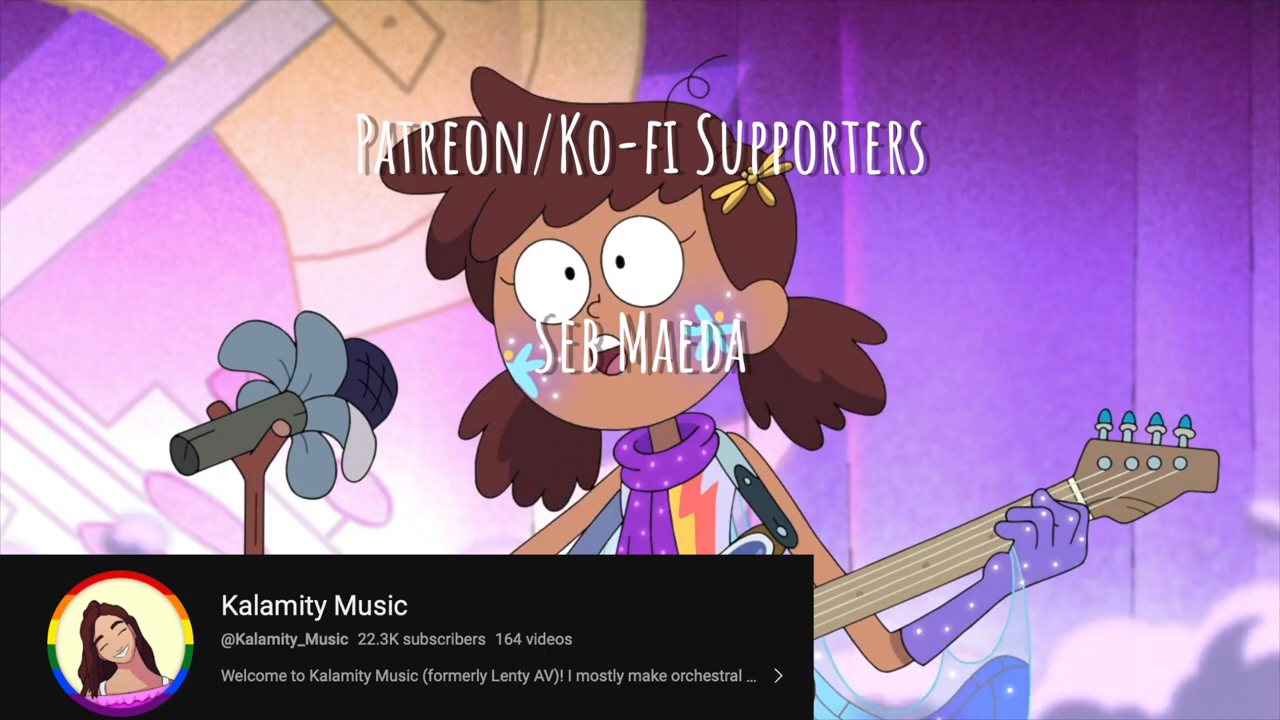 Patreon/Ko-fi Supporters
Seb Maeda
Kalamity Music
@Kalamity_Music 22.3K subscribers 164 videos
Welcome to Kalamity Music (formerly Lenty AV)! I mostly make orchestral ...